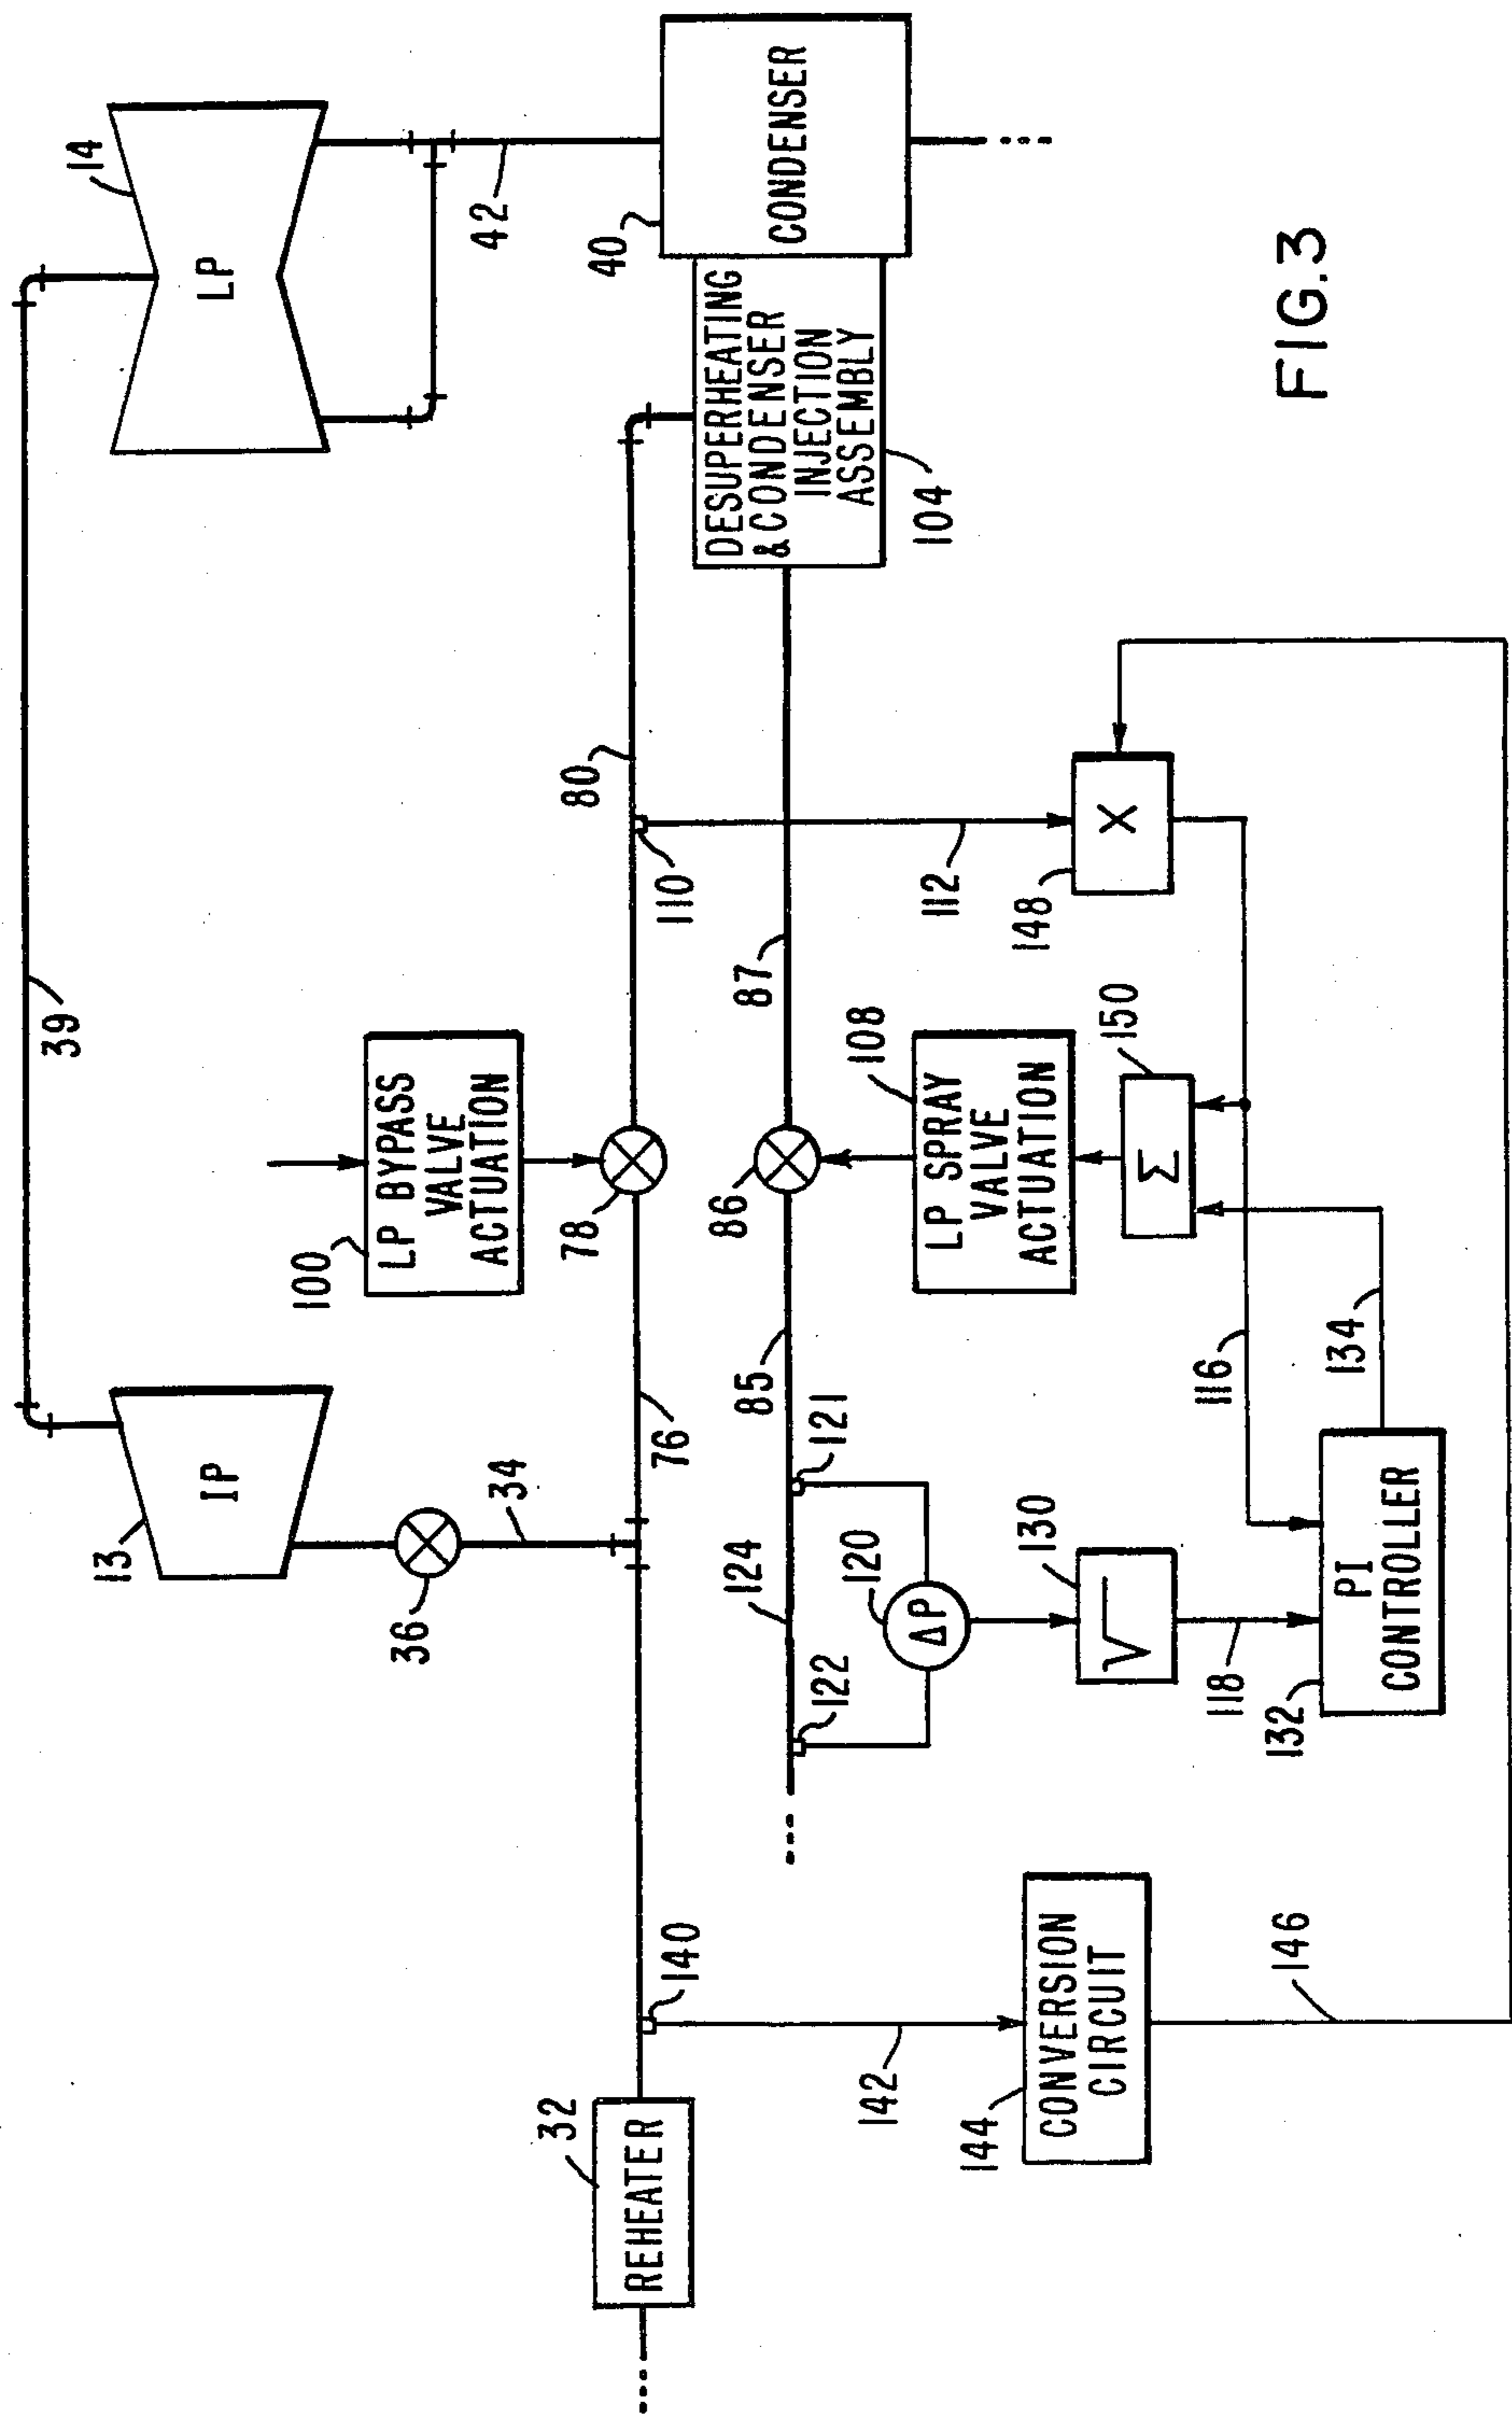 39
14
LP
13
IP
36
34
42
100
LP BYPASS
VALVE
ACTUATION
40
CONDENSER
32
REHEATER
140
76
78
80
110
DESUPERHEATING
& CONDENSER
INJECTION
ASSEMBLY
104
122
124
121
85
86
87
120
ΔP
108
LP SPRAY
VALVE
ACTUATION
112
142
144
CONVERSION
CIRCUIT
130
√
150
Σ
148
X
118
116
132
PI
CONTROLLER
134
146
FIG.3